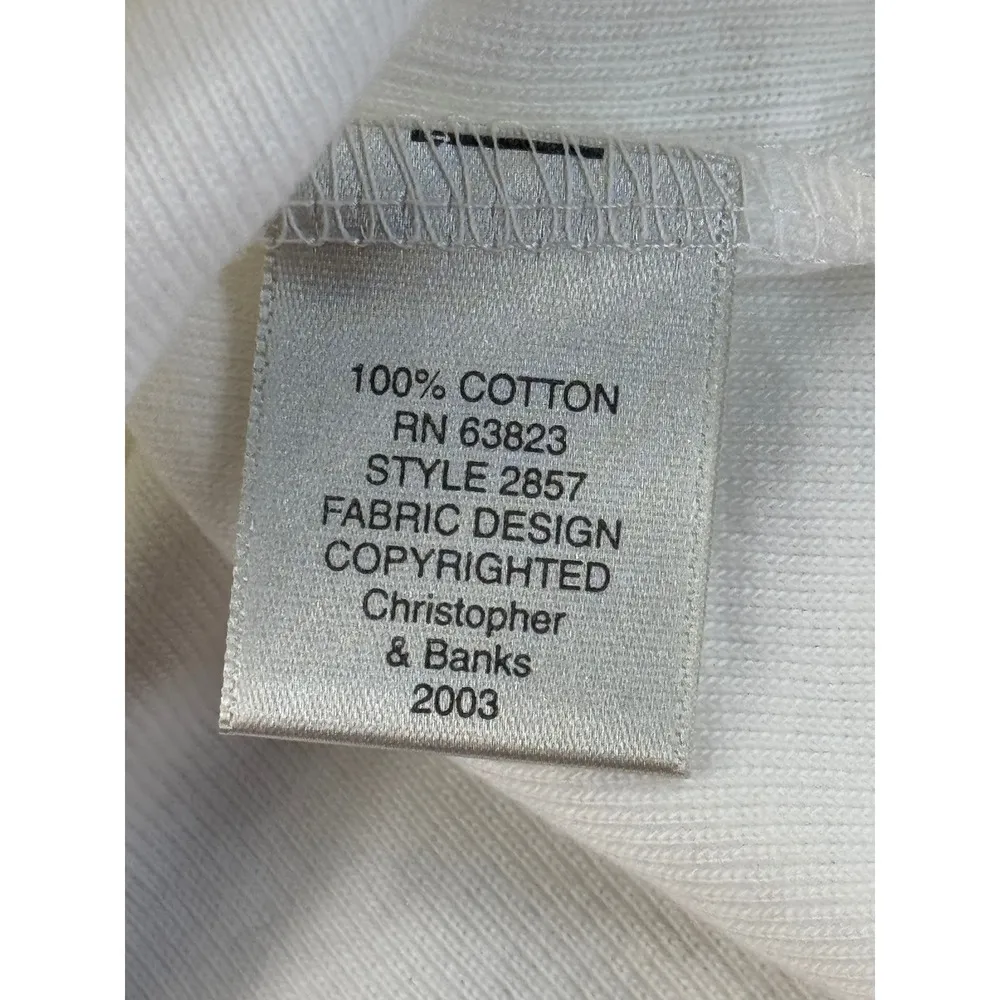 100% COTTON
RN 63823
STYLE 2857
FABRIC DESIGN
COPYRIGHTED
Christopher
& Banks
2003